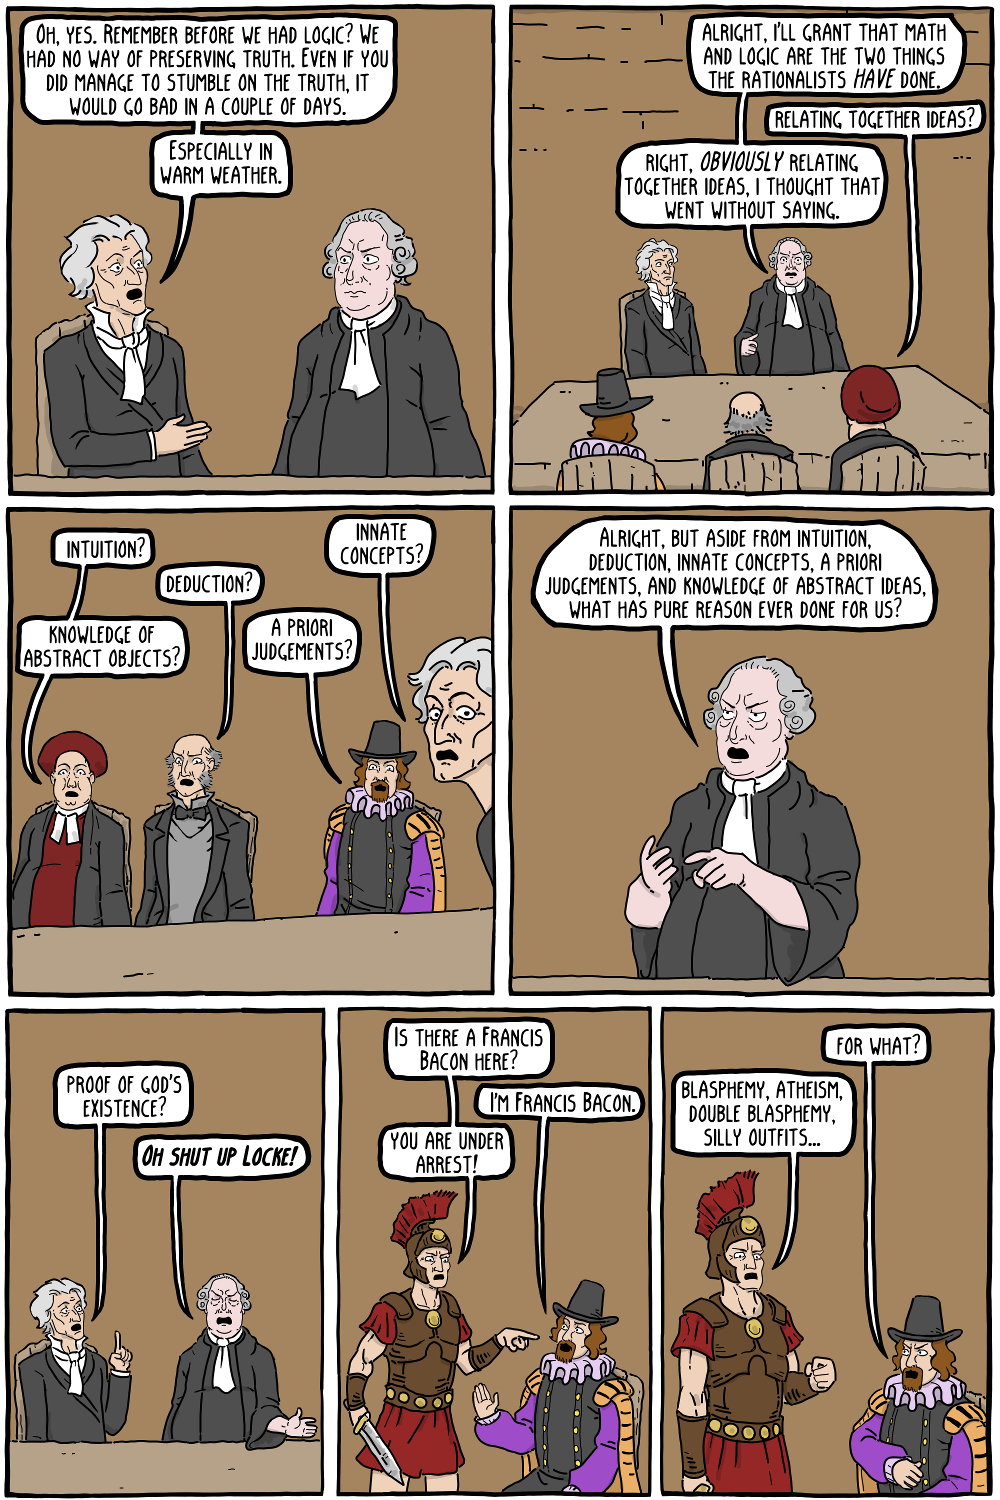 Oh, yes. Remember before we had logic? We
had no way of preserving truth. Even if you
did manage to stumble on the truth, it
would go bad in a couple of days.
Especially in
warm weather.
Alright, I'll grant that math
and logic are the two things
the rationalists have done.
Relating together ideas?
Right, obviously relating
together ideas, I thought that
went without saying.
Intuition?
Knowledge of
abstract objects?
Deduction?
A priori
judgements?
Innate
concepts?
Alright, but aside from intuition,
deduction, innate concepts, a priori
judgements, and knowledge of abstract ideas,
what has pure reason ever done for us?
Proof of God's
existence?
Oh shut up Locke!
Is there a Francis
Bacon here?
I'm Francis Bacon.
You are under
arrest!
For what?
Blasphemy, atheism,
double blasphemy,
silly outfits...